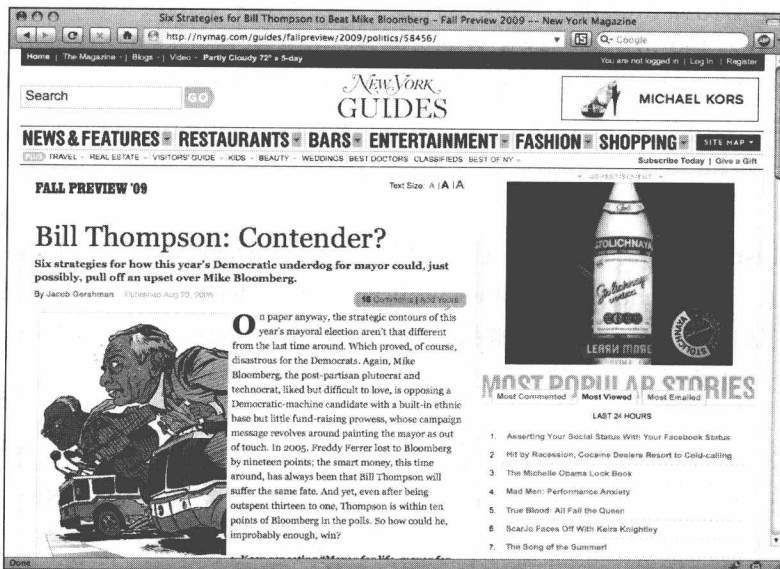 Six Strategies for Bill Thompson to Beat Mike Bloomberg – Fall Preview 2009 –– New York Magazine
http://nymag.com/guides/fallpreview/2009/politics/58456/
Google
Home | The Magazine | Blogs | Video Partly Cloudy 72° » 5-day
You are not logged in | Log In | Register
Search
GO
NEW YORK
GUIDES
MICHAEL KORS
NEWS & FEATURES RESTAURANTS BARS ENTERTAINMENT FASHION SHOPPING SITE MAP
PLUS TRAVEL REAL ESTATE VISITORS' GUIDE KIDS BEAUTY WEDDINGS BEST DOCTORS CLASSIFIEDS BEST OF NY
Subscribe Today | Give a Gift
FALL PREVIEW '09
Text Size: A | A | A
ADVERTISEMENT
Bill Thompson: Contender?
Six strategies for how this year's Democratic underdog for mayor could, just
possibly, pull off an upset over Mike Bloomberg.
By Jacob Gershman Published Aug 23, 2009
16 Comments | Add Yours
On paper anyway, the strategic contours of this
year's mayoral election aren't that different
from the last time around. Which proved, of course,
disastrous for the Democrats. Again, Mike
Bloomberg, the post-partisan plutocrat and
technocrat, liked but difficult to love, is opposing a
Democratic-machine candidate with a built-in ethnic
base but little fund-raising prowess, whose campaign
message revolves around painting the mayor as out
of touch. In 2005, Freddy Ferrer lost to Bloomberg
by nineteen points; the smart money, this time
around, has always been that Bill Thompson will
suffer the same fate. And yet, even after being
outspent thirteen to one, Thompson is within ten
points of Bloomberg in the polls. So how could he,
improbably enough, win?
STOLICHNAYA
Stolichnaya
vodka
LEARN MORE
STOLICHNAYA
MOST POPULAR STORIES
Most Commented Most Viewed Most Emailed
LAST 24 HOURS
1. Asserting Your Social Status With Your Facebook Status
2. Hit by Recession, Cocaine Dealers Resort to Cold-calling
3. The Michelle Obama Look Book
4. Mad Men: Performance Anxiety
5. True Blood: All Fall the Queen
6. ScarJo Faces Off With Keira Knightley
7. The Song of the Summer!
Done